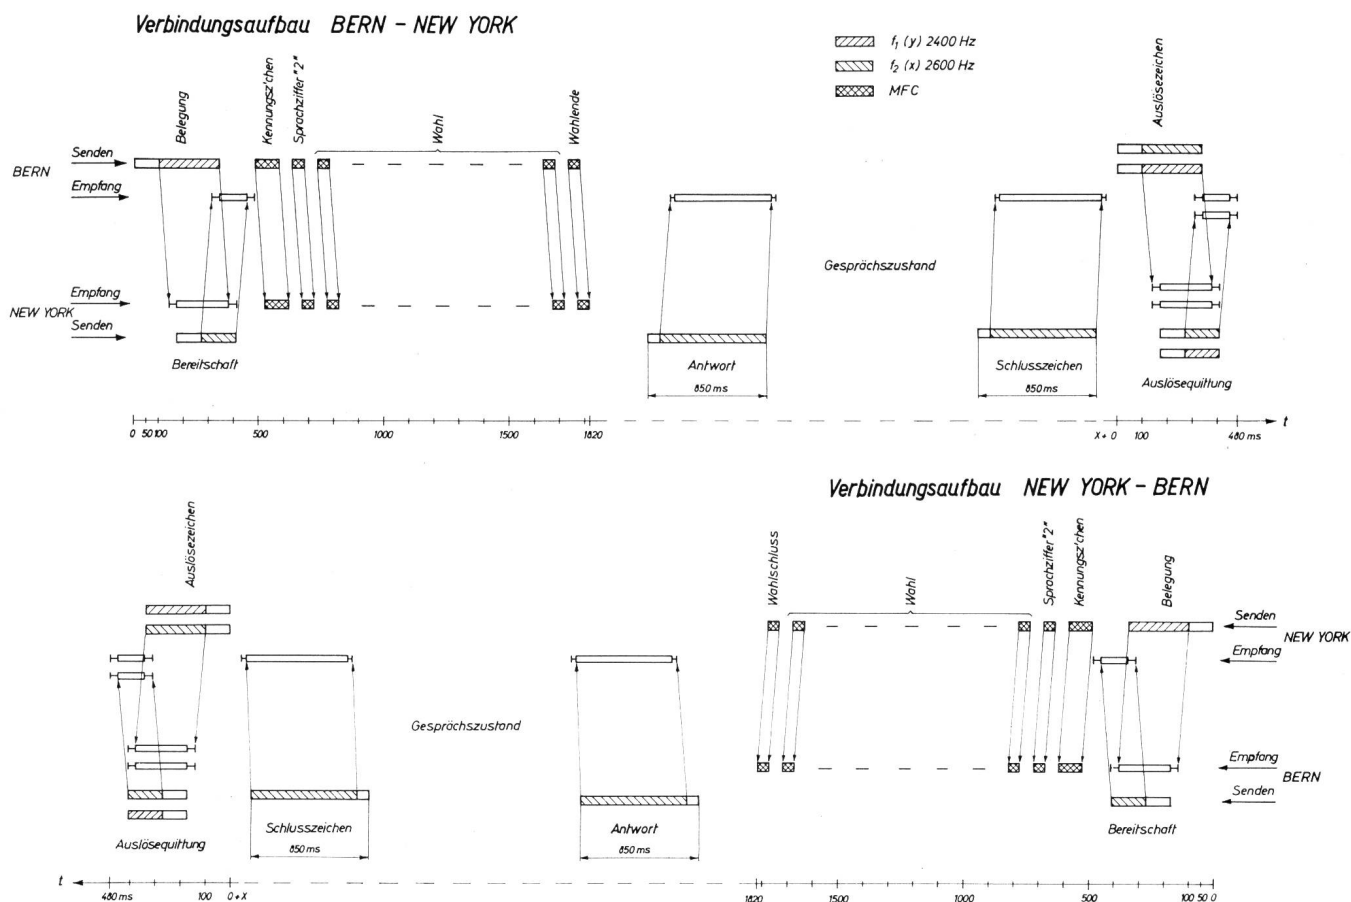 Verbindungsaufbau BERN – NEW YORK
f₁ (y) 2400 Hz
f₂ (x) 2600 Hz
MFC
Belegung
Kennungsz'chen
Sprachziffer "2"
Wahl
Wahlende
Auslösezeichen
BERN
Senden
Empfang
Gesprächszustand
NEW YORK
Empfang
Senden
Bereitschaft
Antwort
850 ms
Schlusszeichen
850 ms
Auslösequittung
0 50 100 500 1000 1500 1820 X + 0 100 480 ms t
Verbindungsaufbau NEW YORK – BERN
Auslösezeichen
Wahlschluss
Wahl
Sprachziffer "2"
Kennungsz'chen
Belegung
Senden
NEW YORK
Empfang
Gesprächszustand
Empfang
BERN
Senden
Auslösequittung
Schlusszeichen
850 ms
Antwort
850 ms
Bereitschaft
t 480 ms 100 0 + X 1820 1500 1000 500 100 50 0